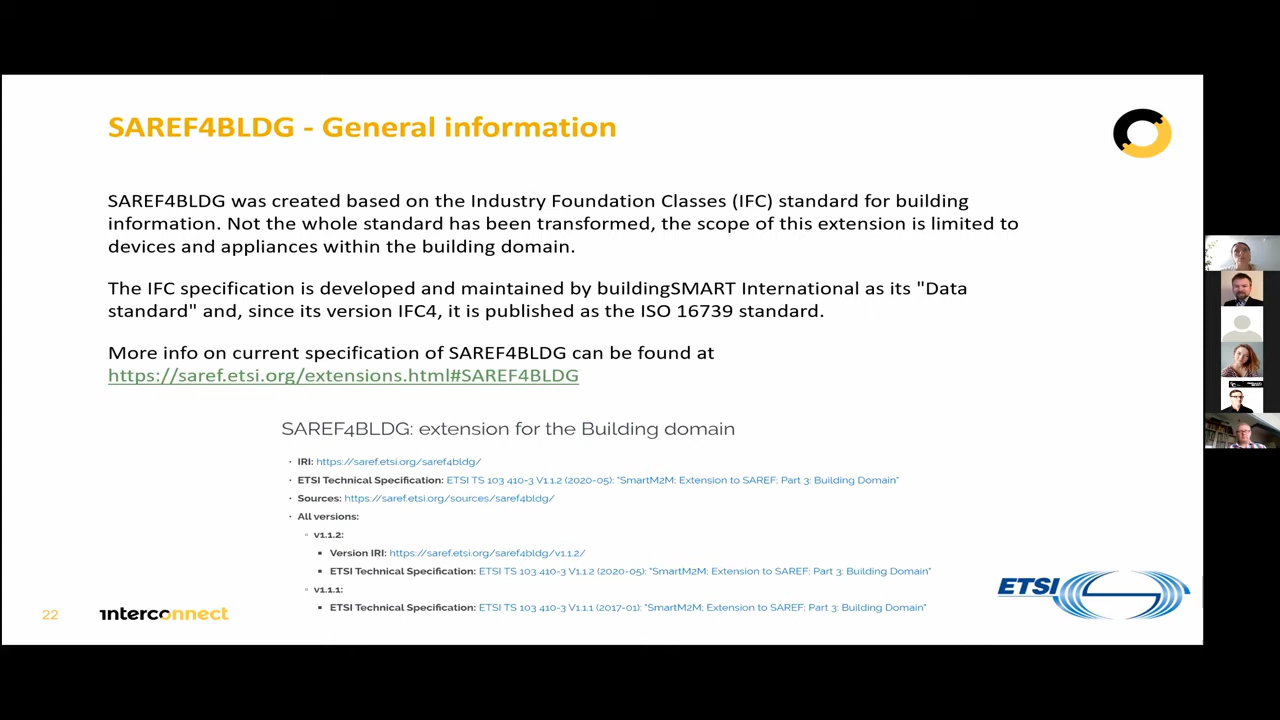 SAREF4BLDG - General information
SAREF4BLDG was created based on the Industry Foundation Classes (IFC) standard for building
information. Not the whole standard has been transformed, the scope of this extension is limited to
devices and appliances within the building domain.
The IFC specification is developed and maintained by buildingSMART International as its "Data
standard" and, since its version IFC4, it is published as the ISO 16739 standard.
More info on current specification of SAREF4BLDG can be found at
https://saref.etsi.org/extensions.html#SAREF4BLDG
SAREF4BLDG: extension for the Building domain
· IRI: https://saref.etsi.org/saref4bldg/
· ETSI Technical Specification: ETSI TS 103 410-3 V1.1.2 (2020-05): "SmartM2M; Extension to SAREF; Part 3: Building Domain"
· Sources: https://saref.etsi.org/sources/saref4bldg/
· All versions:
◦ v1.1.2:
▪ Version IRI: https://saref.etsi.org/saref4bldg/v1.1.2/
▪ ETSI Technical Specification: ETSI TS 103 410-3 V1.1.2 (2020-05): "SmartM2M; Extension to SAREF; Part 3: Building Domain"
◦ v1.1.1:
▪ ETSI Technical Specification: ETSI TS 103 410-3 V1.1.1 (2017-01): "SmartM2M; Extension to SAREF; Part 3: Building Domain"
22
interconnect
ETSI